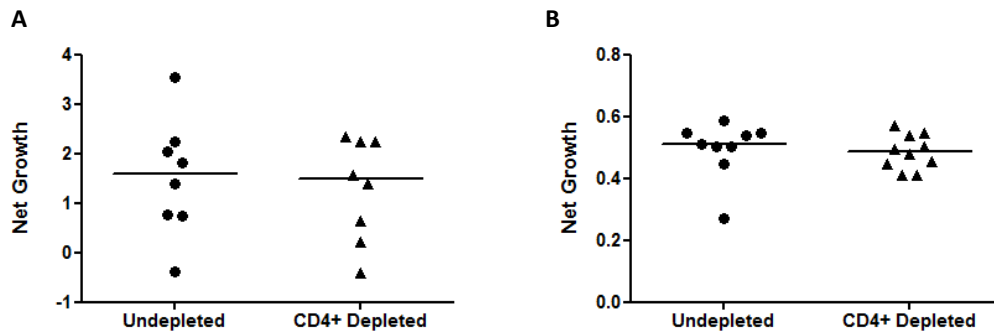 A
Net Growth
4
3
2
1
0
-1
Undepleted CD4+ Depleted
B
Net Growth
0.8
0.6
0.4
0.2
0.0
Undepleted CD4+ Depleted